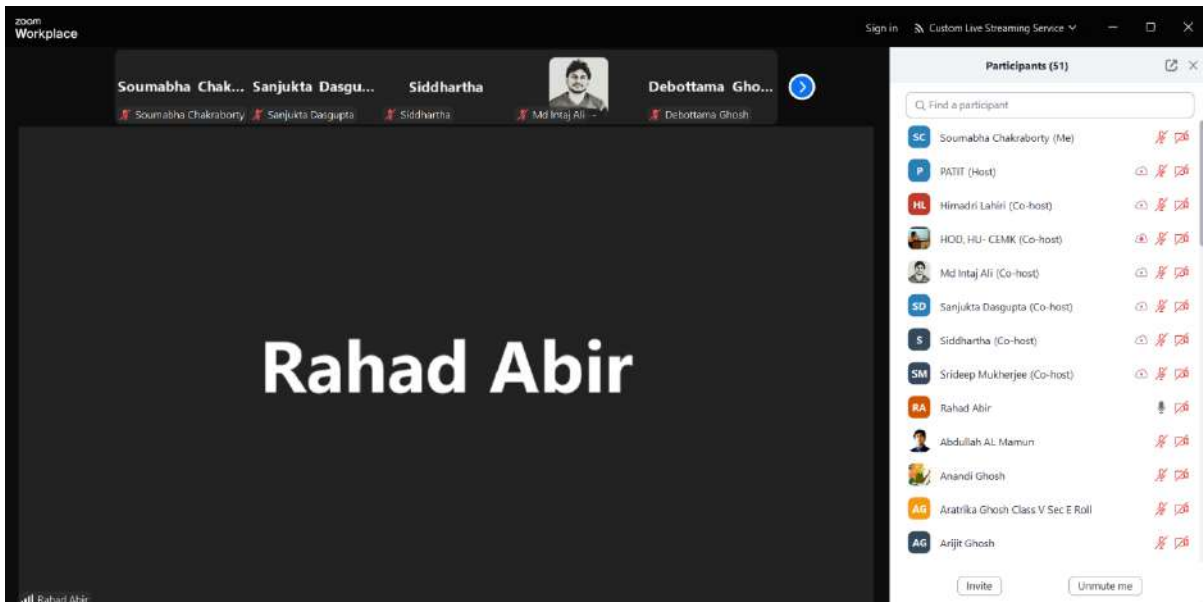 zoom
Workplace
Sign in
Custom Live Streaming Service
Soumabha Chak...
Sanjukta Dasgu...
Siddhartha
Debottama Gho...
Soumabha Chakraborty
Sanjukta Dasgupta
Siddhartha
Md Intaj Ali -
Debottama Ghosh
Rahad Abir
Rahad Abir
Participants (51)
Find a participant
SC Soumabha Chakraborty (Me)
P PATIT (Host)
HL Himadri Lahiri (Co-host)
HOD, HU- CEMK (Co-host)
Md Intaj Ali (Co-host)
SD Sanjukta Dasgupta (Co-host)
S Siddhartha (Co-host)
SM Srideep Mukherjee (Co-host)
RA Rahad Abir
Abdullah AL Mamun
Anandi Ghosh
AG Aratrika Ghosh Class V Sec E Roll
AG Arijit Ghosh
Invite
Unmute me